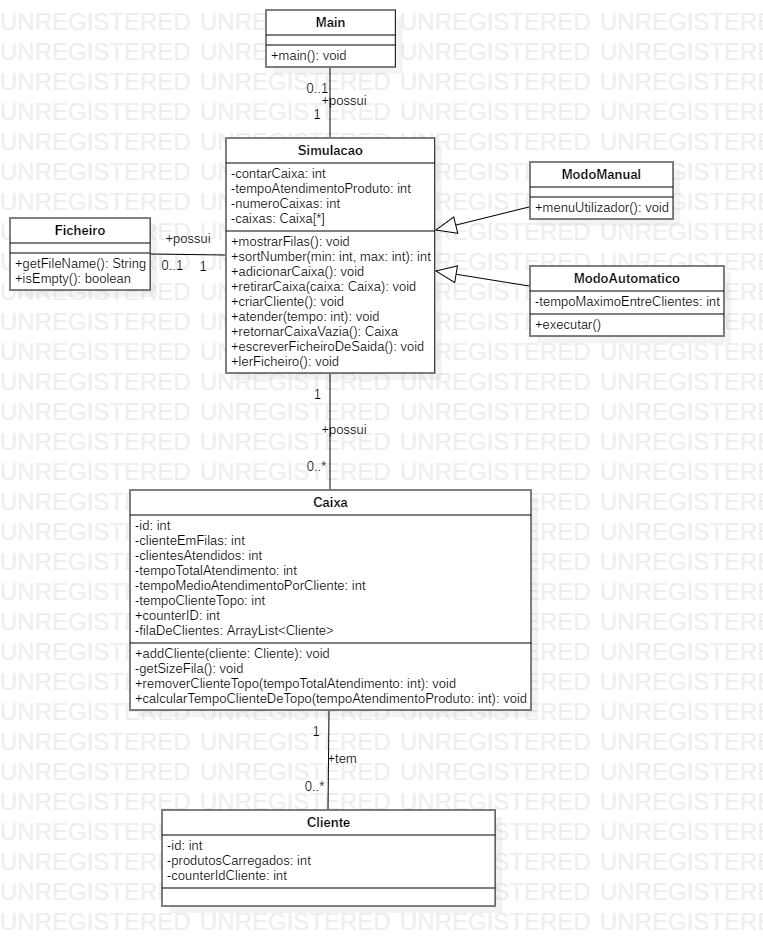 Main
+main(): void
0..1
+possui
1
Simulacao
-contarCaixa: int
-tempoAtendimentoProduto: int
-numeroCaixas: int
-caixas: Caixa[*]
+mostrarFilas(): void
+sortNumber(min: int, max: int): int
+adicionarCaixa(): void
+retirarCaixa(caixa: Caixa): void
+criarCliente(): void
+atender(tempo: int): void
+retornarCaixaVazia(): Caixa
+escreverFicheiroDeSaida(): void
+lerFicheiro(): void
ModoManual
+menuUtilizador(): void
Ficheiro
+getFileName(): String
+isEmpty(): boolean
+possui
0..1
1
ModoAutomatico
-tempoMaximoEntreClientes: int
+executar()
1
+possui
0..*
Caixa
-id: int
-clienteEmFilas: int
-clientesAtendidos: int
-tempoTotalAtendimento: int
-tempoMedioAtendimentoPorCliente: int
-tempoClienteTopo: int
+counterID: int
-filaDeClientes: ArrayList<Cliente>
+addCliente(cliente: Cliente): void
-getSizeFila(): void
+removerClienteTopo(tempoTotalAtendimento: int): void
+calcularTempoClienteDeTopo(tempoAtendimentoProduto: int): void
1
+tem
0..*
Cliente
-id: int
-produtosCarregados: int
-counterIdCliente: int
UNREGISTERED